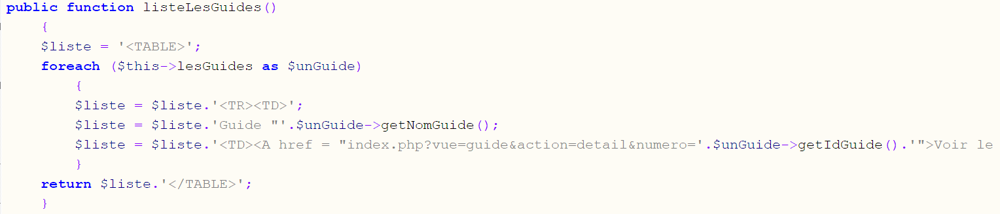 public function listeLesGuides()
{
$liste = '<TABLE>';
foreach ($this->lesGuides as $unGuide)
{
$liste = $liste.'<TR><TD>';
$liste = $liste.'Guide "'.$unGuide->getNomGuide();
$liste = $liste.'<TD><A href = "index.php?vue=guide&action=detail&numero='.$unGuide->getIdGuide().'">Voir le
}
return $liste.'</TABLE>';
}